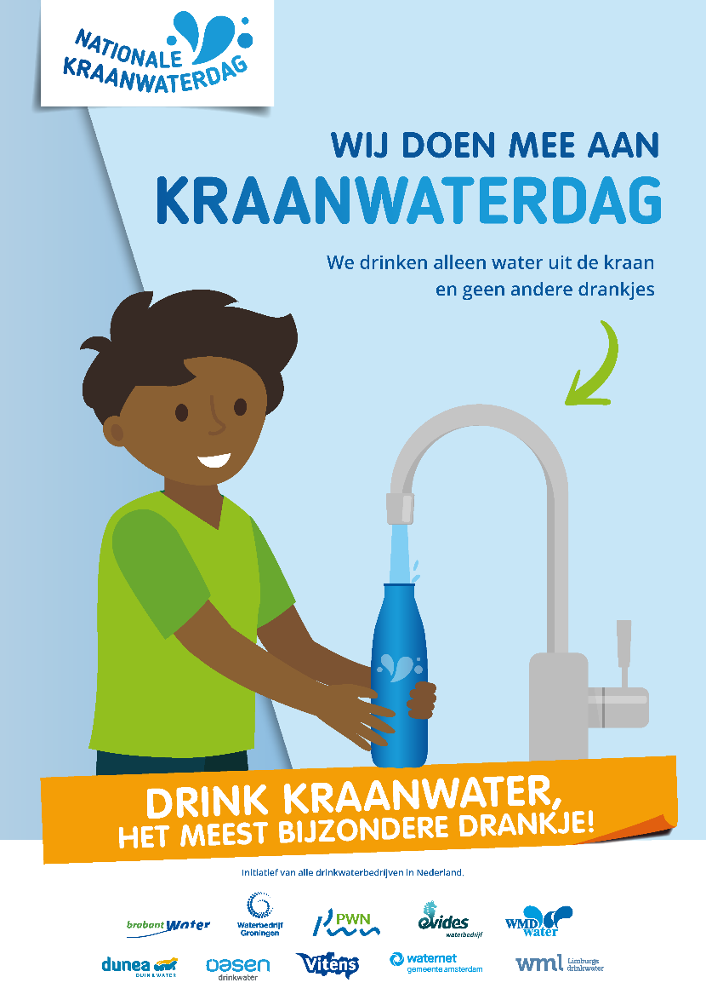 NATIONALE
KRAANWATERDAG
WIJ DOEN MEE AAN
KRAANWATERDAG
We drinken alleen water uit de kraan
en geen andere drankjes
DRINK KRAANWATER,
HET MEEST BIJZONDERE DRANKJE!
Initiatief van alle drinkwaterbedrijven in Nederland.
brabant Water
Waterbedrijf
Groningen
PWN
evides
waterbedrijf
WMD
water
dunea
DUIN & WATER
oasen
drinkwater
Vitens
waternet
gemeente amsterdam
wml Limburgs
drinkwater